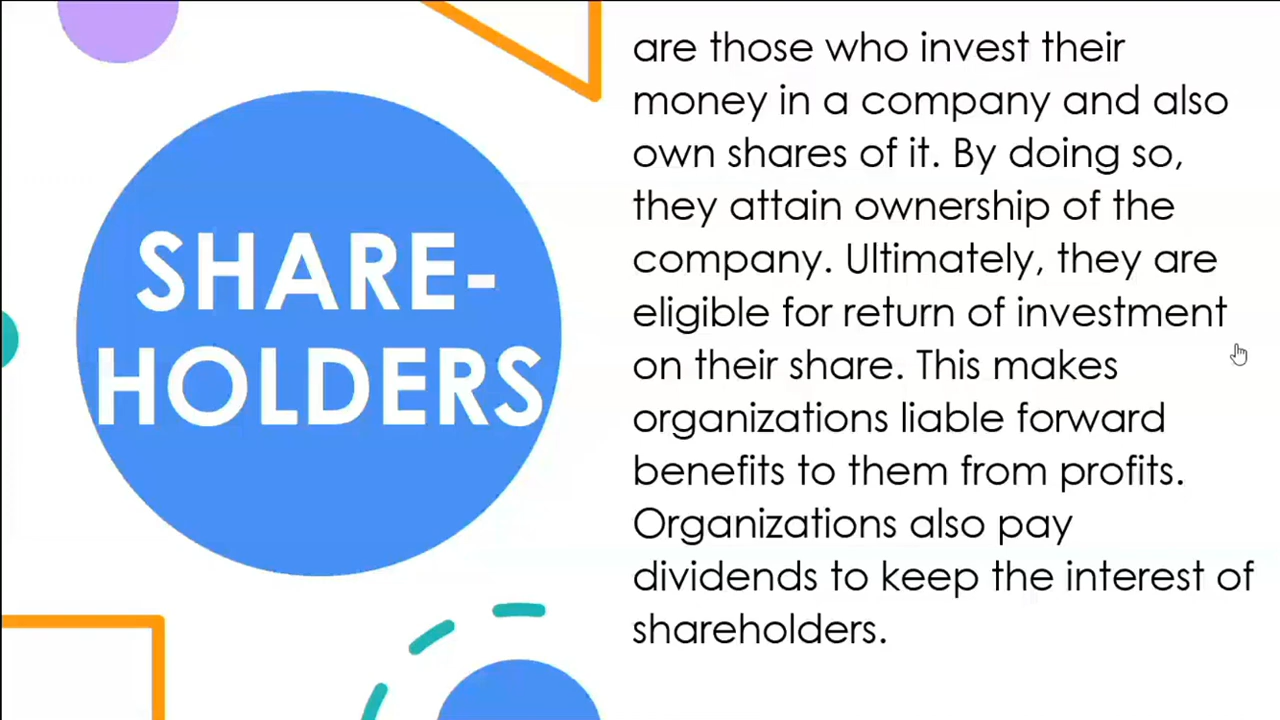 SHARE-
HOLDERS
are those who invest their
money in a company and also
own shares of it. By doing so,
they attain ownership of the
company. Ultimately, they are
eligible for return of investment
on their share. This makes
organizations liable forward
benefits to them from profits.
Organizations also pay
dividends to keep the interest of
shareholders.